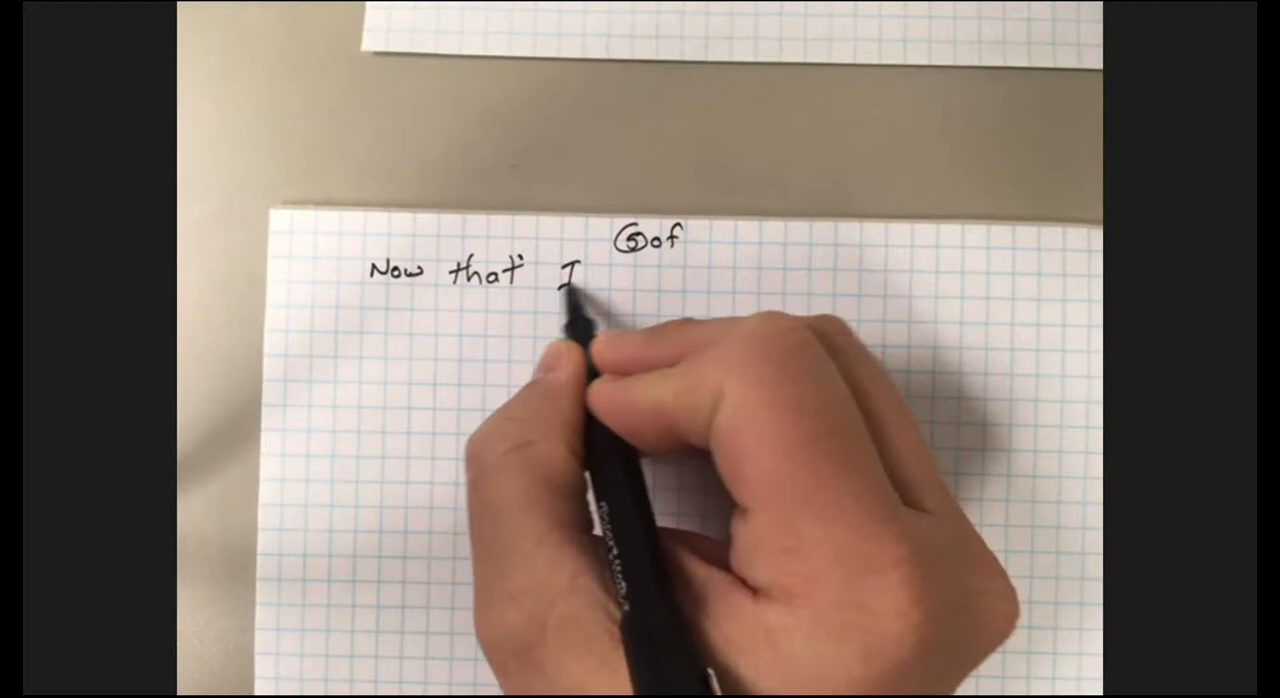 ⑤ of
Now that I